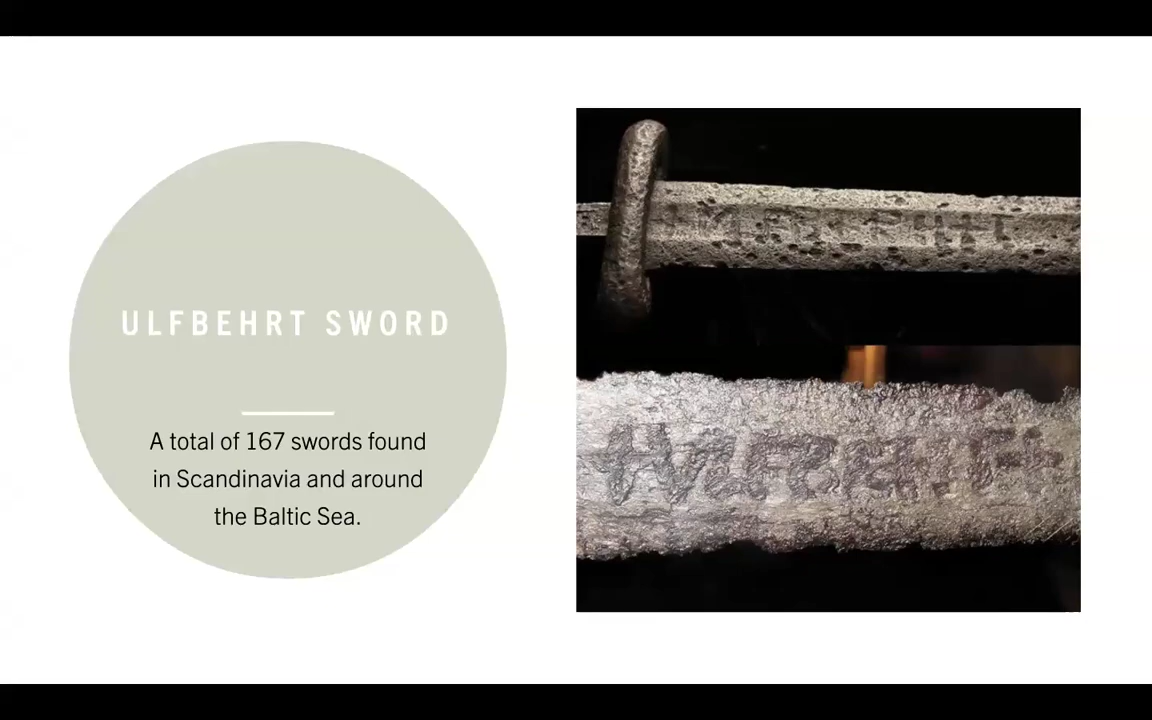 ULFBEHRT SWORD
A total of 167 swords found
in Scandinavia and around
the Baltic Sea.